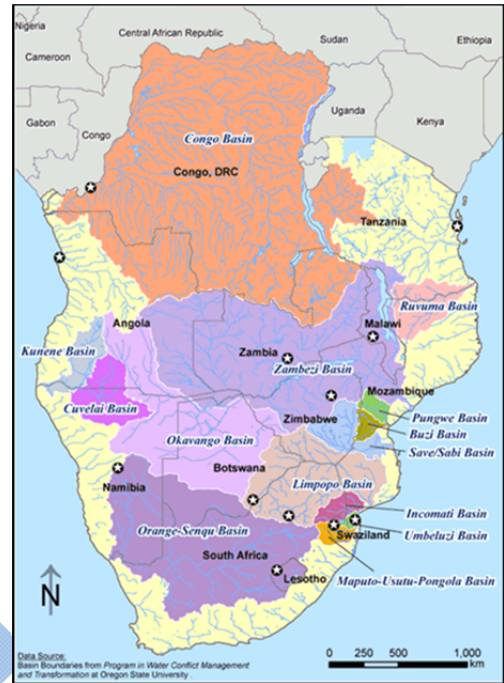 Nigeria
Central African Republic
Sudan
Ethiopia
Cameroon
Uganda
Kenya
Gabon
Congo
Congo Basin
Congo, DRC
Tanzania
Ruvuma Basin
Angola
Malawi
Kunene Basin
Zambia
Zambezi Basin
Cuvelai Basin
Mozambique
Zimbabwe
Pungwe Basin
Buzi Basin
Okavango Basin
Save/Sabi Basin
Botswana
Limpopo Basin
Namibia
Incomati Basin
Orange-Senqu Basin
Umbeluzi Basin
Swaziland
South Africa
Lesotho
Maputo-Usutu-Pongola Basin
N
Data Source:
Basin Boundaries from Program in Water Conflict Management
and Transformation at Oregon State University .
0 250 500 1,000
km